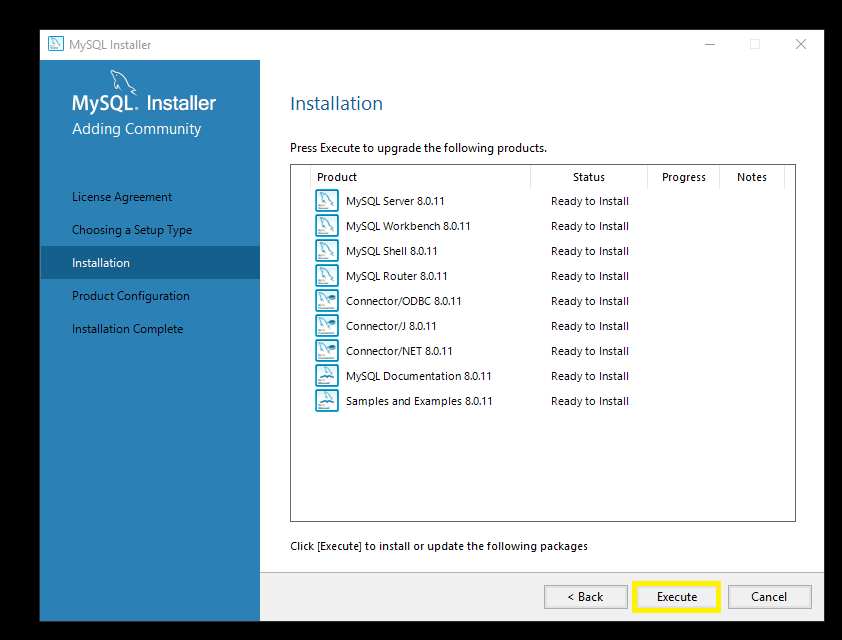 MySQL Installer
MySQL. Installer
Adding Community
License Agreement
Choosing a Setup Type
Installation
Product Configuration
Installation Complete
Installation
Press Execute to upgrade the following products.
Product Status Progress Notes
MySQL Server 8.0.11 Ready to Install
MySQL Workbench 8.0.11 Ready to Install
MySQL Shell 8.0.11 Ready to Install
MySQL Router 8.0.11 Ready to Install
Connector/ODBC 8.0.11 Ready to Install
Connector/J 8.0.11 Ready to Install
Connector/NET 8.0.11 Ready to Install
MySQL Documentation 8.0.11 Ready to Install
Samples and Examples 8.0.11 Ready to Install
Click [Execute] to install or update the following packages
< Back Execute Cancel